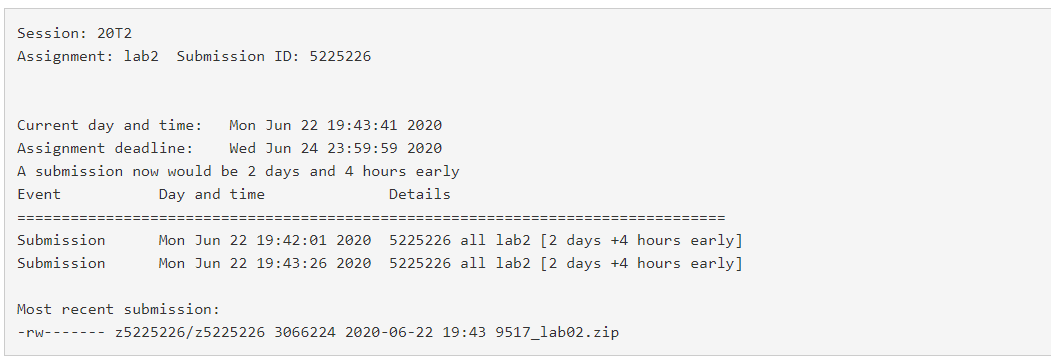 Session: 20T2
Assignment: lab2  Submission ID: 5225226
Current day and time:   Mon Jun 22 19:43:41 2020
Assignment deadline:    Wed Jun 24 23:59:59 2020
A submission now would be 2 days and 4 hours early
Event           Day and time              Details
================================================================================
Submission      Mon Jun 22 19:42:01 2020  5225226 all lab2 [2 days +4 hours early]
Submission      Mon Jun 22 19:43:26 2020  5225226 all lab2 [2 days +4 hours early]
Most recent submission:
-rw------- z5225226/z5225226 3066224 2020-06-22 19:43 9517_lab02.zip